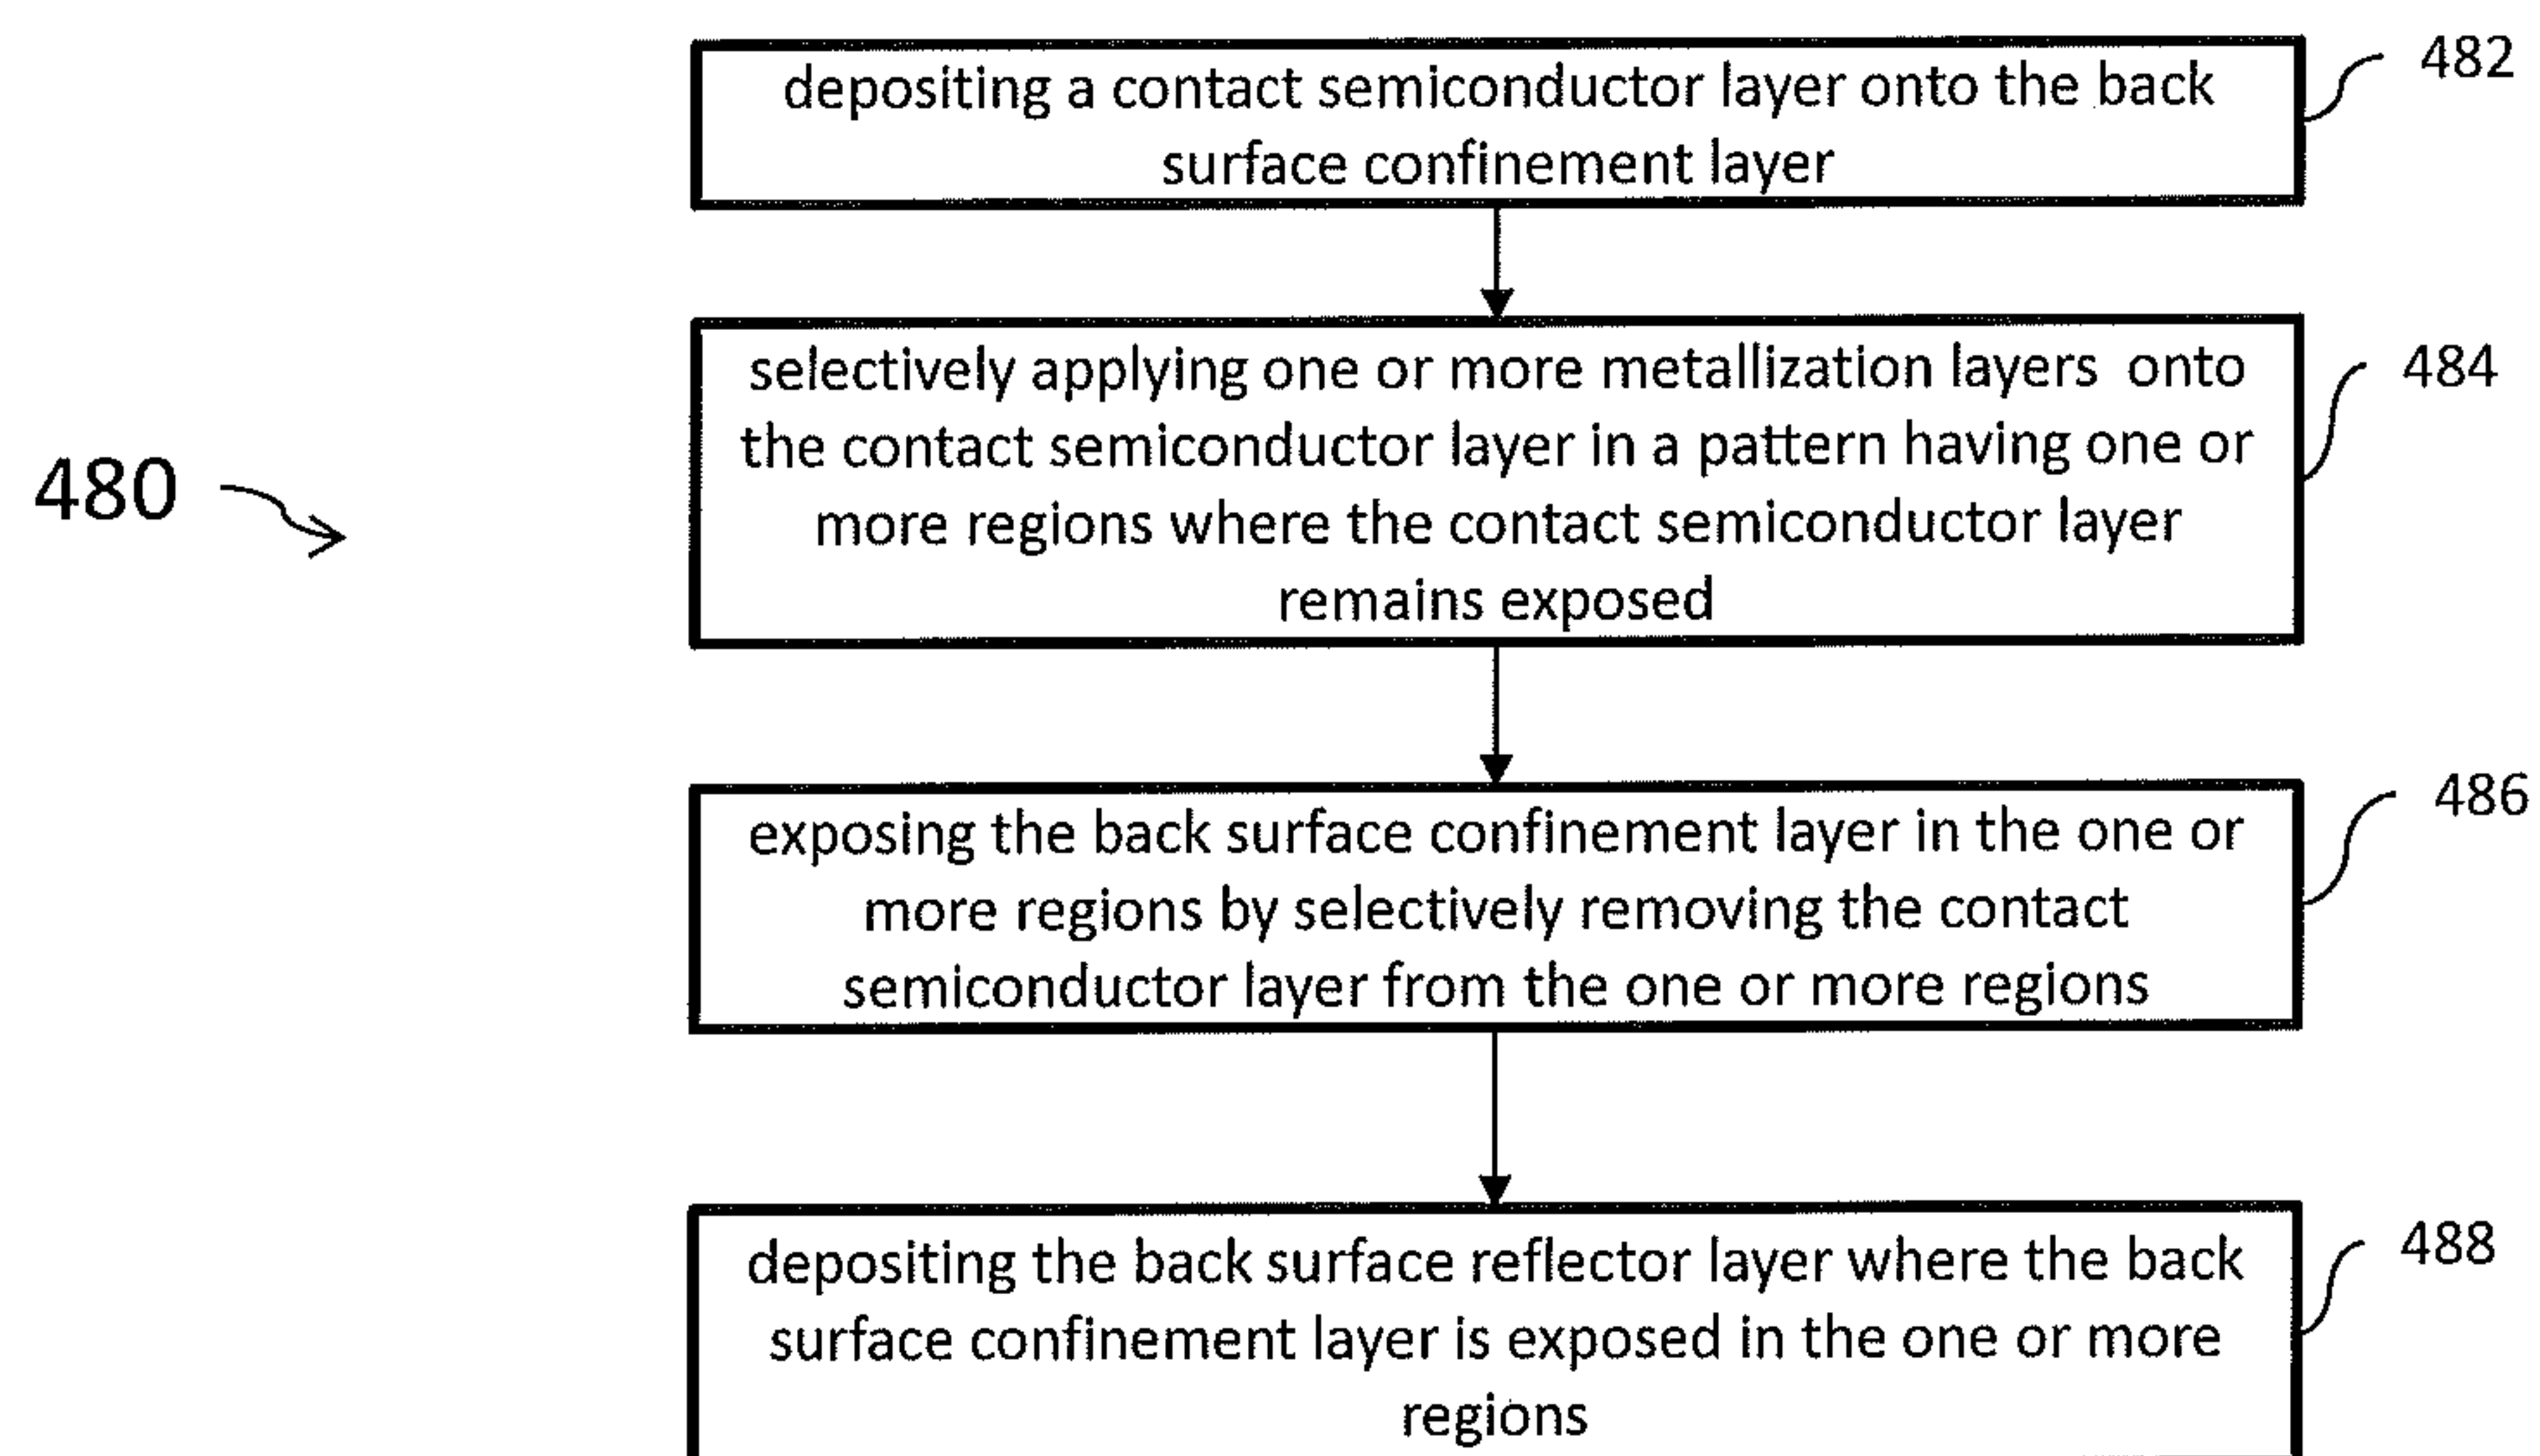 depositing a contact semiconductor layer onto the back
surface confinement layer
482
selectively applying one or more metallization layers onto
the contact semiconductor layer in a pattern having one or
more regions where the contact semiconductor layer
remains exposed
484
480
exposing the back surface confinement layer in the one or
more regions by selectively removing the contact
semiconductor layer from the one or more regions
486
depositing the back surface reflector layer where the back
surface confinement layer is exposed in the one or more
regions
488